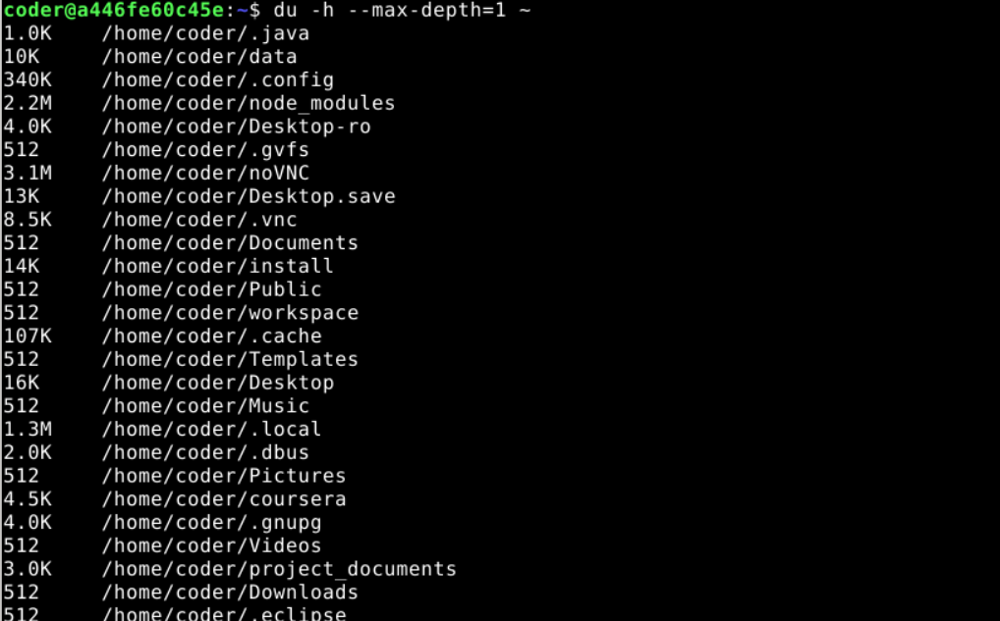 coder@a446fe60c45e:~$ du -h --max-depth=1 ~
1.0K    /home/coder/.java
10K     /home/coder/data
340K    /home/coder/.config
2.2M    /home/coder/node_modules
4.0K    /home/coder/Desktop-ro
512     /home/coder/.gvfs
3.1M    /home/coder/noVNC
13K     /home/coder/Desktop.save
8.5K    /home/coder/.vnc
512     /home/coder/Documents
14K     /home/coder/install
512     /home/coder/Public
512     /home/coder/workspace
107K    /home/coder/.cache
512     /home/coder/Templates
16K     /home/coder/Desktop
512     /home/coder/Music
1.3M    /home/coder/.local
2.0K    /home/coder/.dbus
512     /home/coder/Pictures
4.5K    /home/coder/coursera
4.0K    /home/coder/.gnupg
512     /home/coder/Videos
3.0K    /home/coder/project_documents
512     /home/coder/Downloads
512     /home/coder/.eclipse